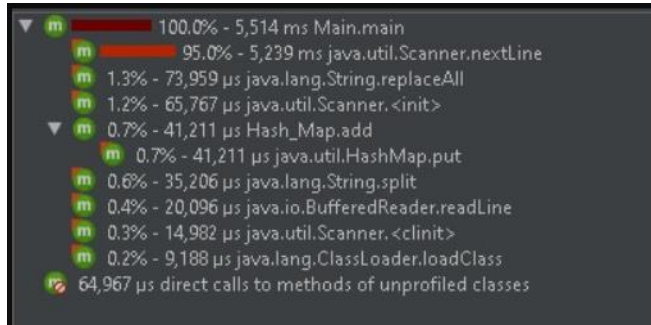 100.0% - 5,514 ms Main.main
95.0% - 5,239 ms java.util.Scanner.nextLine
1.3% - 73,959 µs java.lang.String.replaceAll
1.2% - 65,767 µs java.util.Scanner.<init>
0.7% - 41,211 µs Hash_Map.add
0.7% - 41,211 µs java.util.HashMap.put
0.6% - 35,206 µs java.lang.String.split
0.4% - 20,096 µs java.io.BufferedReader.readLine
0.3% - 14,982 µs java.util.Scanner.<clinit>
0.2% - 9,188 µs java.lang.ClassLoader.loadClass
64,967 µs direct calls to methods of unprofiled classes